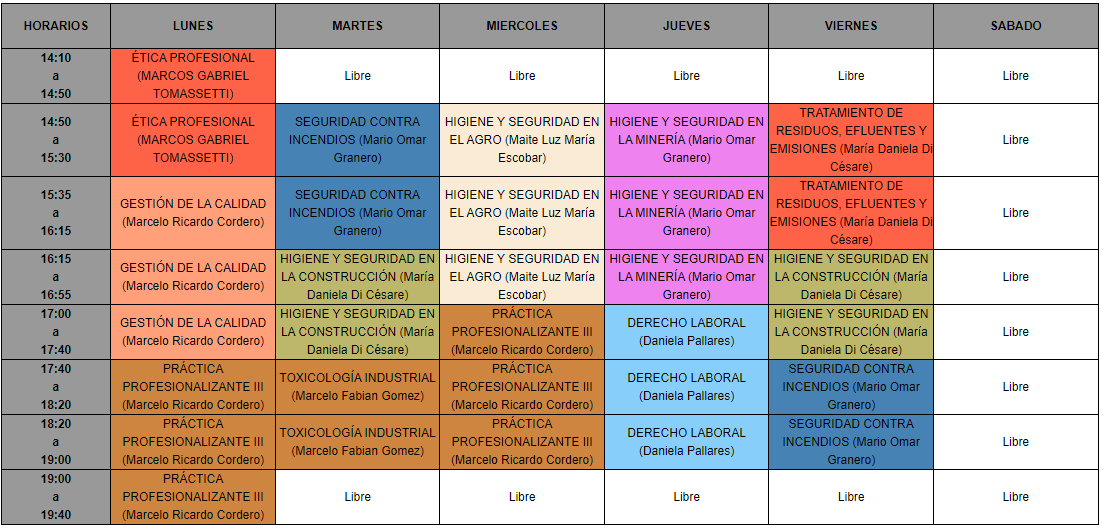 HORARIOS LUNES MARTES MIERCOLES JUEVES VIERNES SABADO
14:10
a
14:50
ÉTICA PROFESIONAL
(MARCOS GABRIEL
TOMASSETTI)
Libre
Libre
Libre
Libre
Libre
14:50
a
15:30
ÉTICA PROFESIONAL
(MARCOS GABRIEL
TOMASSETTI)
SEGURIDAD CONTRA
INCENDIOS (Mario Omar
Granero)
HIGIENE Y SEGURIDAD EN
EL AGRO (Maite Luz María
Escobar)
HIGIENE Y SEGURIDAD EN
LA MINERÍA (Mario Omar
Granero)
TRATAMIENTO DE
RESIDUOS, EFLUENTES Y
EMISIONES (María Daniela Di
Césare)
Libre
15:35
a
16:15
GESTIÓN DE LA CALIDAD
(Marcelo Ricardo Cordero)
SEGURIDAD CONTRA
INCENDIOS (Mario Omar
Granero)
HIGIENE Y SEGURIDAD EN
EL AGRO (Maite Luz María
Escobar)
HIGIENE Y SEGURIDAD EN
LA MINERÍA (Mario Omar
Granero)
TRATAMIENTO DE
RESIDUOS, EFLUENTES Y
EMISIONES (María Daniela Di
Césare)
Libre
16:15
a
16:55
GESTIÓN DE LA CALIDAD
(Marcelo Ricardo Cordero)
HIGIENE Y SEGURIDAD EN
LA CONSTRUCCIÓN (María
Daniela Di Césare)
HIGIENE Y SEGURIDAD EN
EL AGRO (Maite Luz María
Escobar)
HIGIENE Y SEGURIDAD EN
LA MINERÍA (Mario Omar
Granero)
HIGIENE Y SEGURIDAD EN
LA CONSTRUCCIÓN (María
Daniela Di Césare)
Libre
17:00
a
17:40
GESTIÓN DE LA CALIDAD
(Marcelo Ricardo Cordero)
HIGIENE Y SEGURIDAD EN
LA CONSTRUCCIÓN (María
Daniela Di Césare)
PRÁCTICA
PROFESIONALIZANTE III
(Marcelo Ricardo Cordero)
DERECHO LABORAL
(Daniela Pallares)
HIGIENE Y SEGURIDAD EN
LA CONSTRUCCIÓN (María
Daniela Di Césare)
Libre
17:40
a
18:20
PRÁCTICA
PROFESIONALIZANTE III
(Marcelo Ricardo Cordero)
TOXICOLOGÍA INDUSTRIAL
(Marcelo Fabian Gomez)
PRÁCTICA
PROFESIONALIZANTE III
(Marcelo Ricardo Cordero)
DERECHO LABORAL
(Daniela Pallares)
SEGURIDAD CONTRA
INCENDIOS (Mario Omar
Granero)
Libre
18:20
a
19:00
PRÁCTICA
PROFESIONALIZANTE III
(Marcelo Ricardo Cordero)
TOXICOLOGÍA INDUSTRIAL
(Marcelo Fabian Gomez)
PRÁCTICA
PROFESIONALIZANTE III
(Marcelo Ricardo Cordero)
DERECHO LABORAL
(Daniela Pallares)
SEGURIDAD CONTRA
INCENDIOS (Mario Omar
Granero)
Libre
19:00
a
19:40
PRÁCTICA
PROFESIONALIZANTE III
(Marcelo Ricardo Cordero)
Libre
Libre
Libre
Libre
Libre